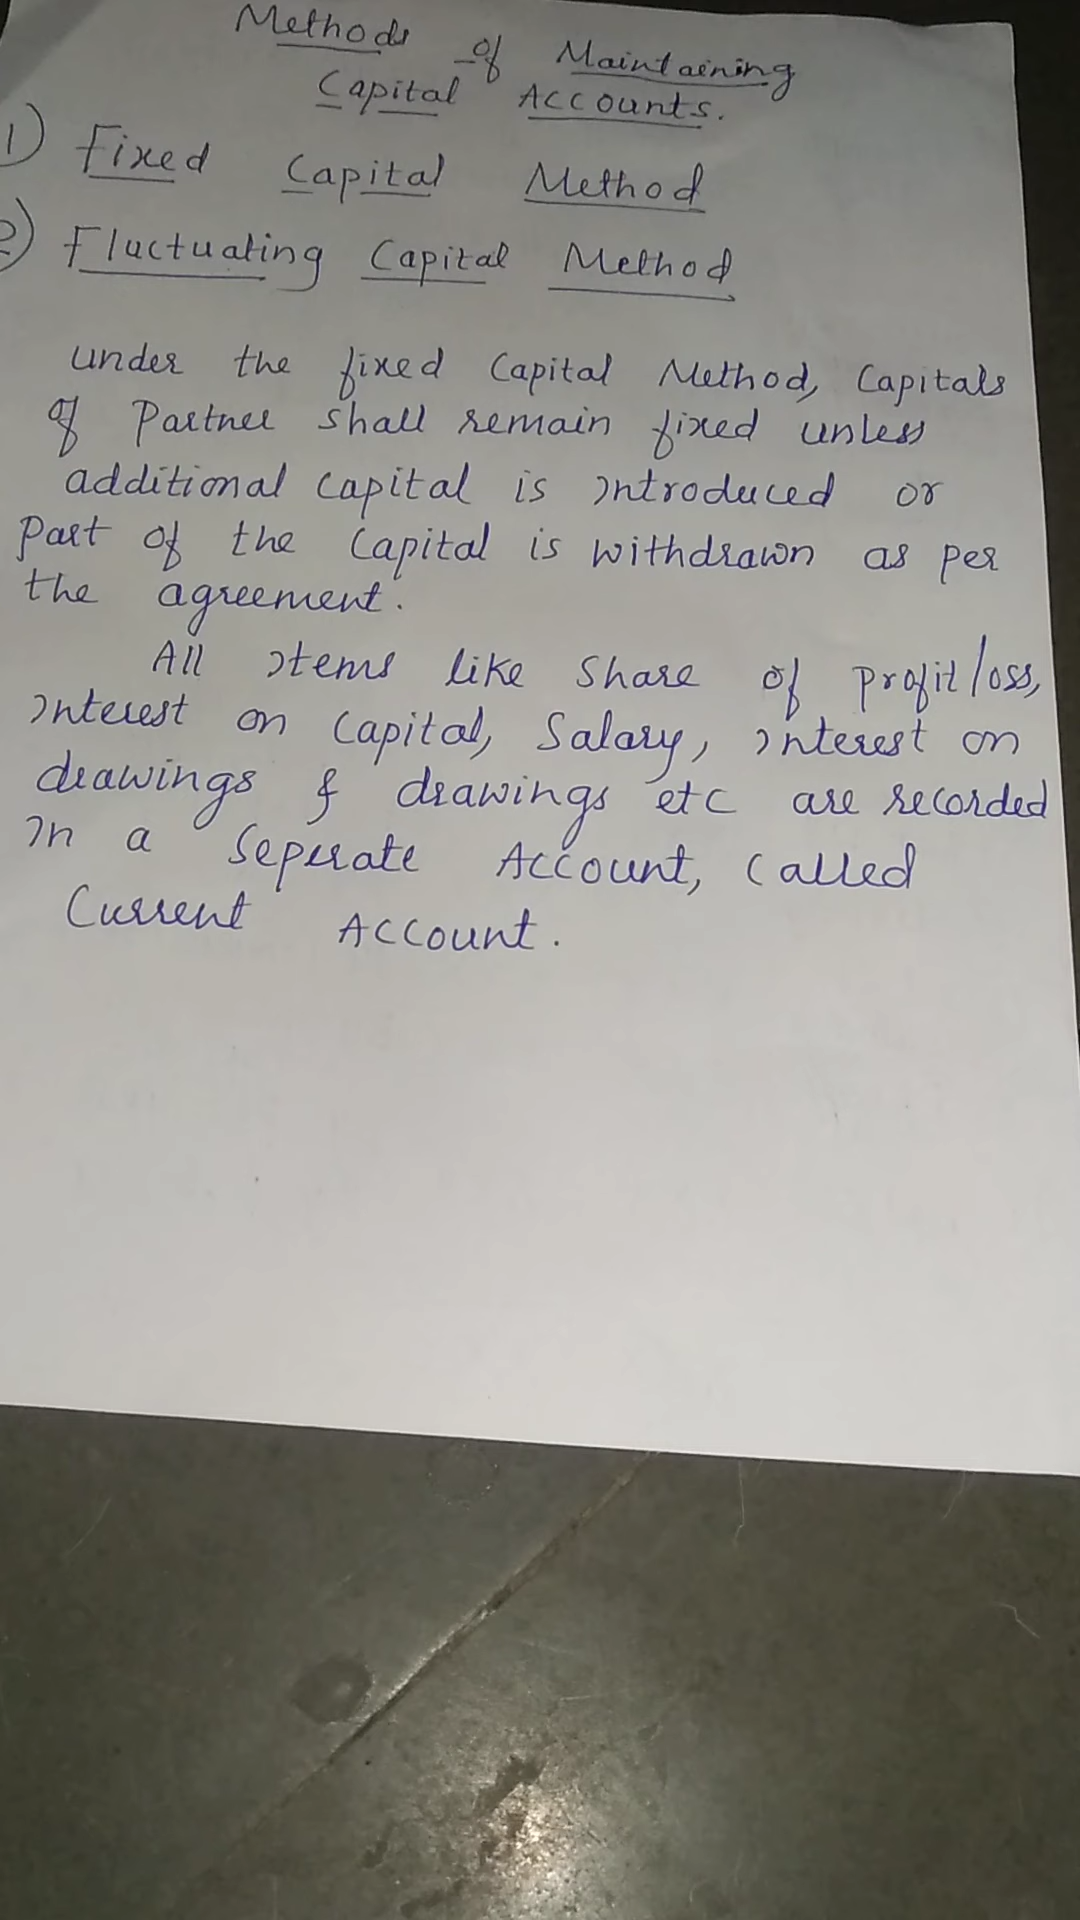 Methods of Maintaining
Capital Accounts.
1) Fixed Capital Method
2) Fluctuating Capital Method
under the fixed Capital Method, Capitals
of Partner shall remain fixed unless
additional capital is introduced or
Part of the Capital is withdrawn as per
the agreement.
All items like Share of profit/loss,
interest on Capital, Salary, interest on
drawings & drawings etc are recorded
in a Seperate Account, Called
Current Account.